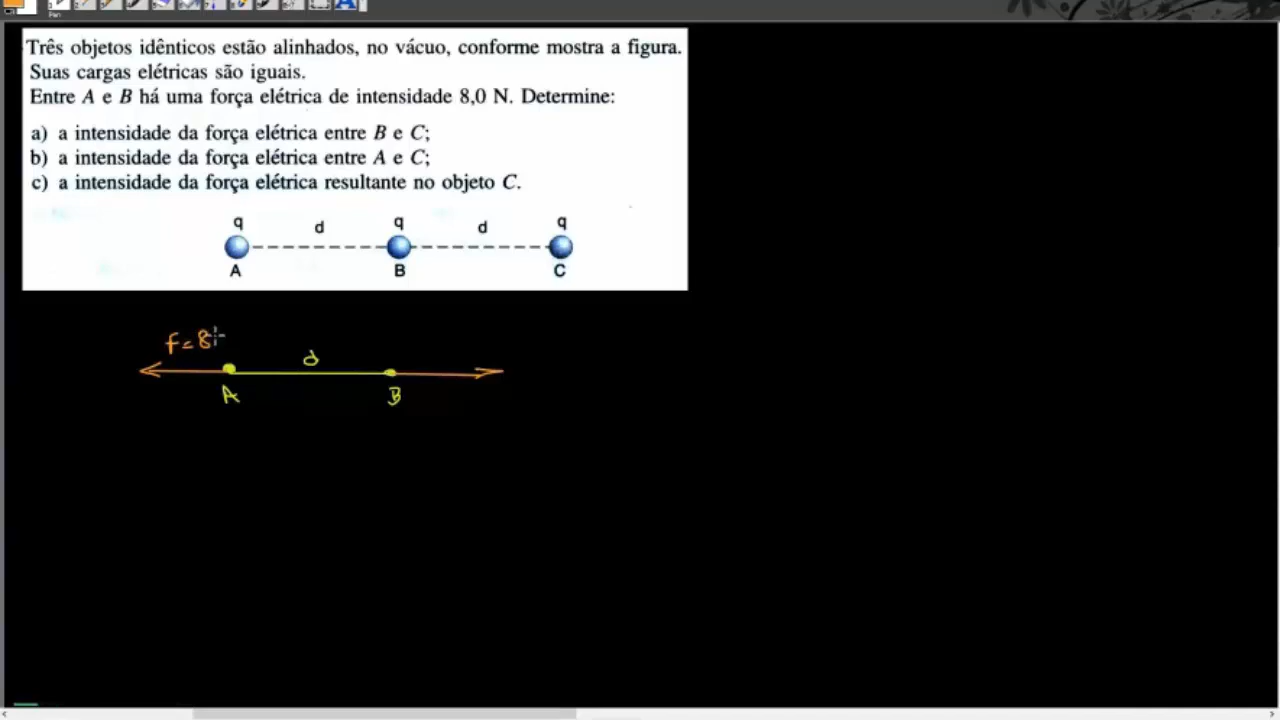 Três objetos idênticos estão alinhados, no vácuo, conforme mostra a figura.
Suas cargas elétricas são iguais.
Entre A e B há uma força elétrica de intensidade 8,0 N. Determine:
a) a intensidade da força elétrica entre B e C;
b) a intensidade da força elétrica entre A e C;
c) a intensidade da força elétrica resultante no objeto C.
q d q d q
A B C
f=8
d
A B